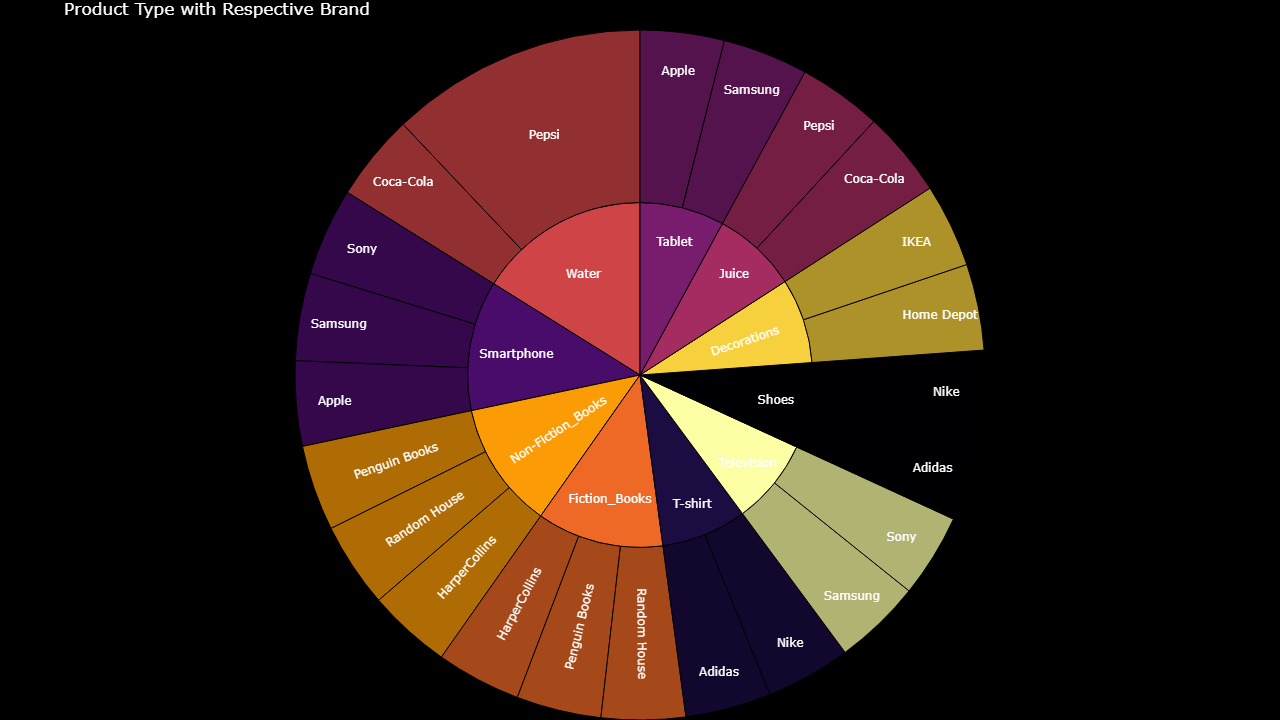 Product Type with Respective Brand
Tablet
Apple
Samsung
Juice
Pepsi
Coca-Cola
Decorations
IKEA
Home Depot
Shoes
Nike
Adidas
Television
Sony
Samsung
T-shirt
Nike
Adidas
Fiction_Books
Random House
Penguin Books
HarperCollins
Non-Fiction_Books
HarperCollins
Random House
Penguin Books
Smartphone
Apple
Samsung
Sony
Water
Coca-Cola
Pepsi